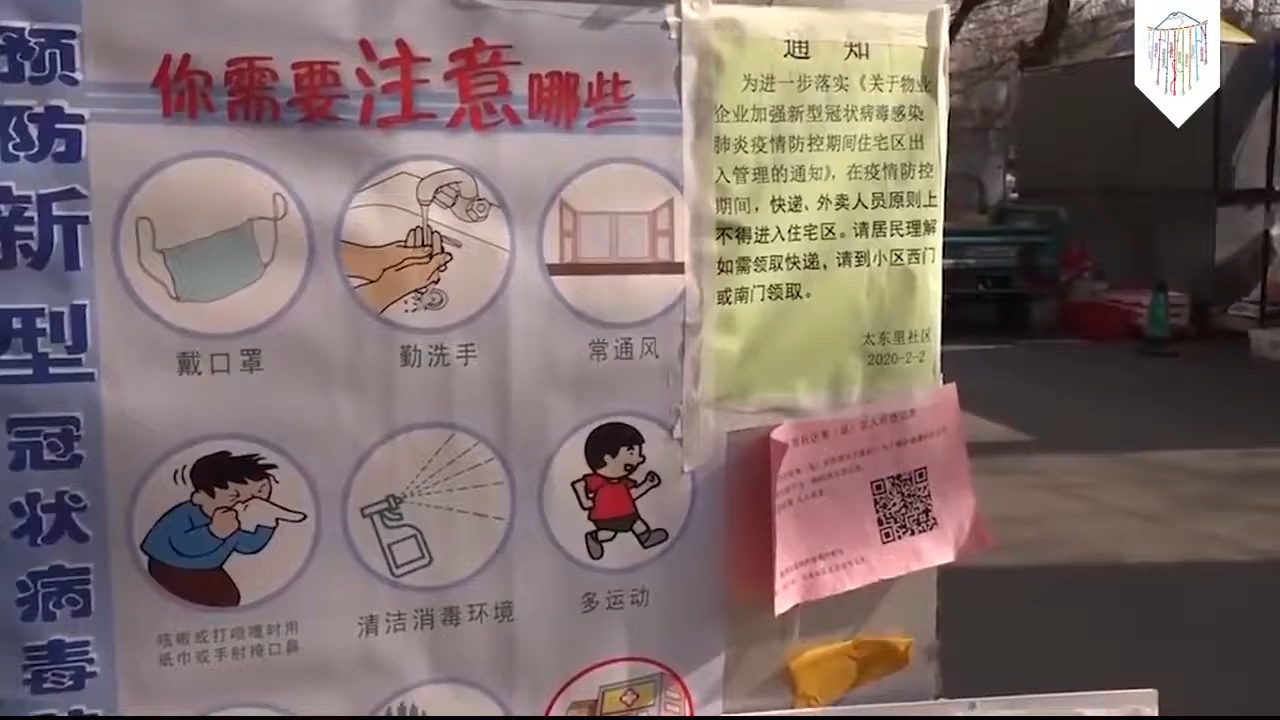 预防新型冠状病毒
你需要注意哪些
戴口罩
勤洗手
常通风
咳嗽或打喷嚏时用
纸巾或手肘掩口鼻
清洁消毒环境
多运动
通 知
为进一步落实《关于物业
企业加强新型冠状病毒感染
肺炎疫情防控期间住宅区出
入管理的通知》，在疫情防控
期间，快递、外卖人员原则上
不得进入住宅区。请居民理解
如需领取快递，请到小区西门
或南门领取。
太东里社区
2020-2-2